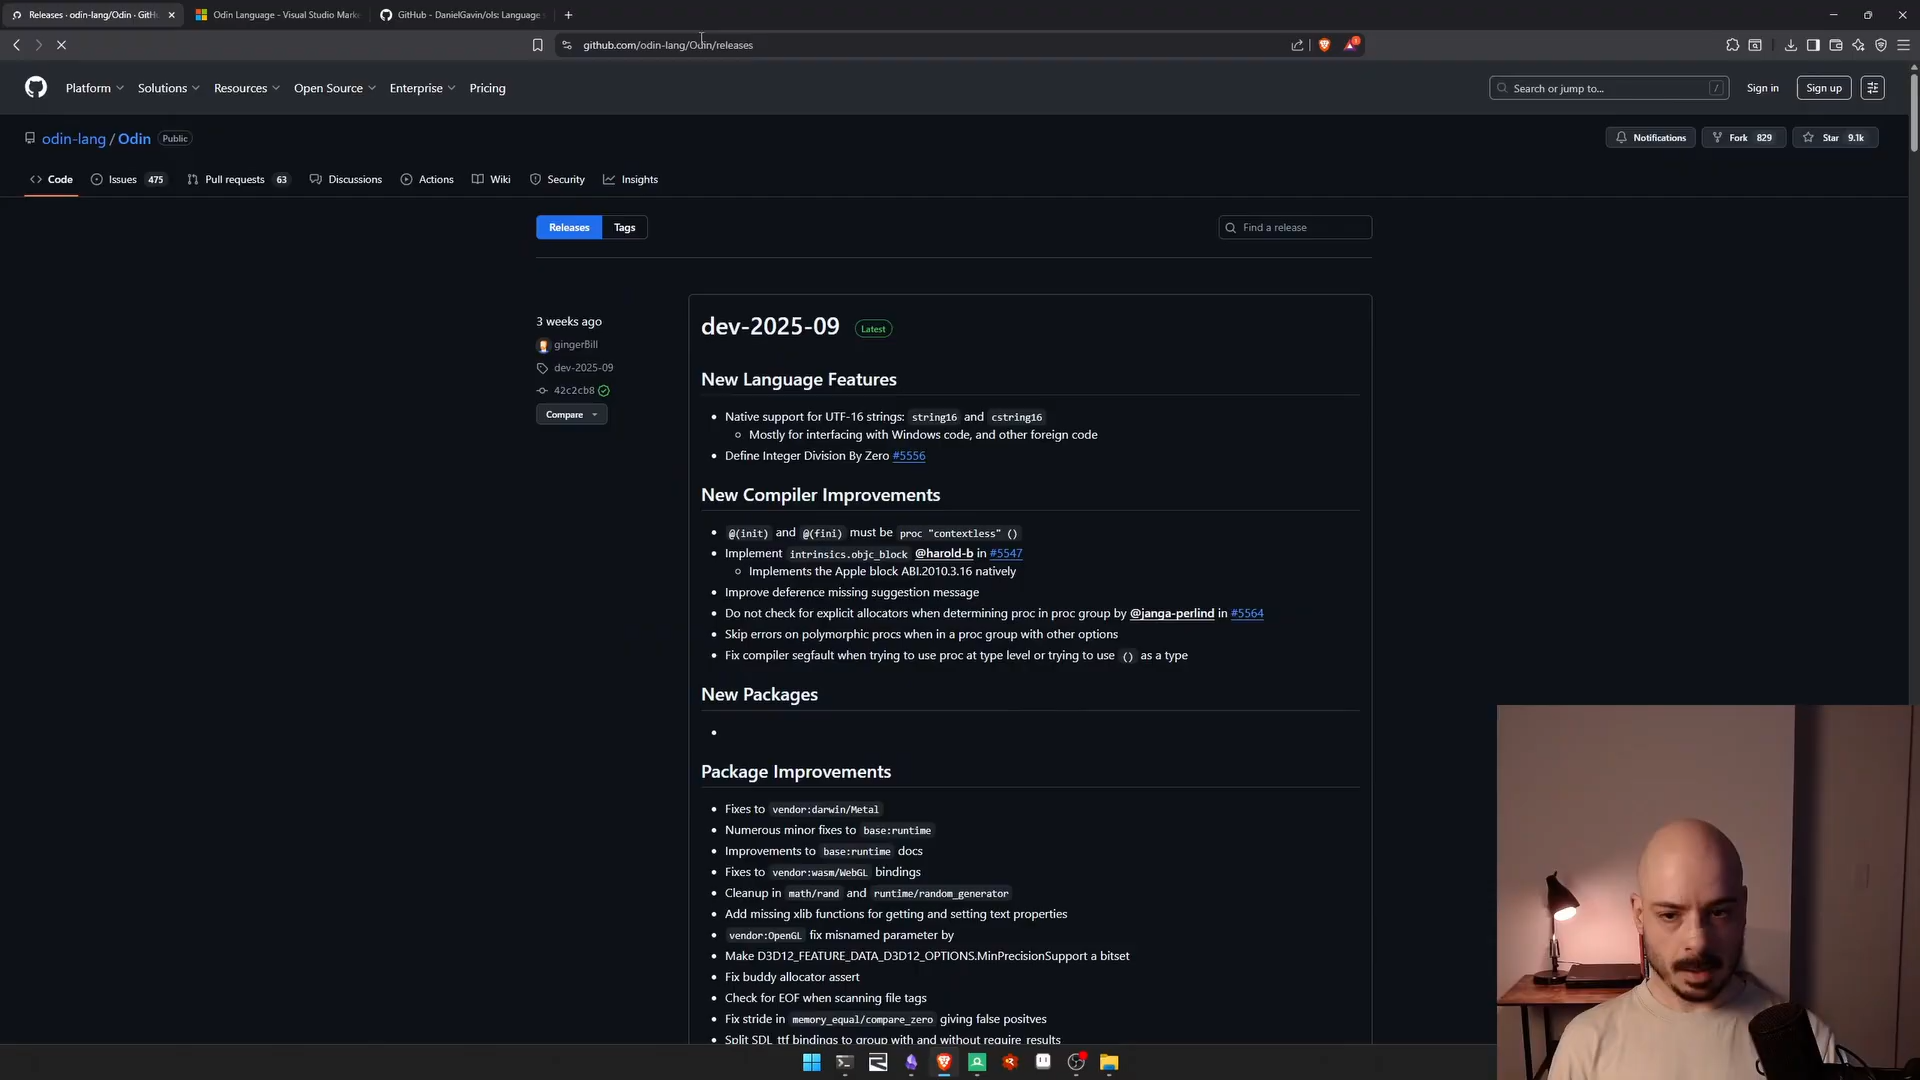 Releases · odin-lang/Odin · GitH
Odin Language - Visual Studio Marke
GitHub - DanielGavin/ols: Language
github.com/odin-lang/Odin/releases
Platform
Solutions
Resources
Open Source
Enterprise
Pricing
Search or jump to...
/
Sign in
Sign up
odin-lang / Odin
Public
Notifications
Fork 829
Star 9.1k
Code
Issues 475
Pull requests 63
Discussions
Actions
Wiki
Security
Insights
Releases
Tags
Find a release
3 weeks ago
gingerBill
dev-2025-09
42c2cb8
Compare
dev-2025-09 Latest
New Language Features
Native support for UTF-16 strings: string16 and cstring16
Mostly for interfacing with Windows code, and other foreign code
Define Integer Division By Zero #5556
New Compiler Improvements
@(init) and @(fini) must be proc "contextless" ()
Implement intrinsics.objc_block @harold-b in #5547
Implements the Apple block ABI.2010.3.16 natively
Improve deference missing suggestion message
Do not check for explicit allocators when determining proc in proc group by @janga-perlind in #5564
Skip errors on polymorphic procs when in a proc group with other options
Fix compiler segfault when trying to use proc at type level or trying to use () as a type
New Packages
Package Improvements
Fixes to vendor:darwin/Metal
Numerous minor fixes to base:runtime
Improvements to base:runtime docs
Fixes to vendor:wasm/WebGL bindings
Cleanup in math/rand and runtime/random_generator
Add missing xlib functions for getting and setting text properties
vendor:OpenGL fix misnamed parameter by
Make D3D12_FEATURE_DATA_D3D12_OPTIONS.MinPrecisionSupport a bitset
Fix buddy allocator assert
Check for EOF when scanning file tags
Fix stride in memory_equal/compare_zero giving false positves
Split SDL_ttf bindings to group with and without require_results